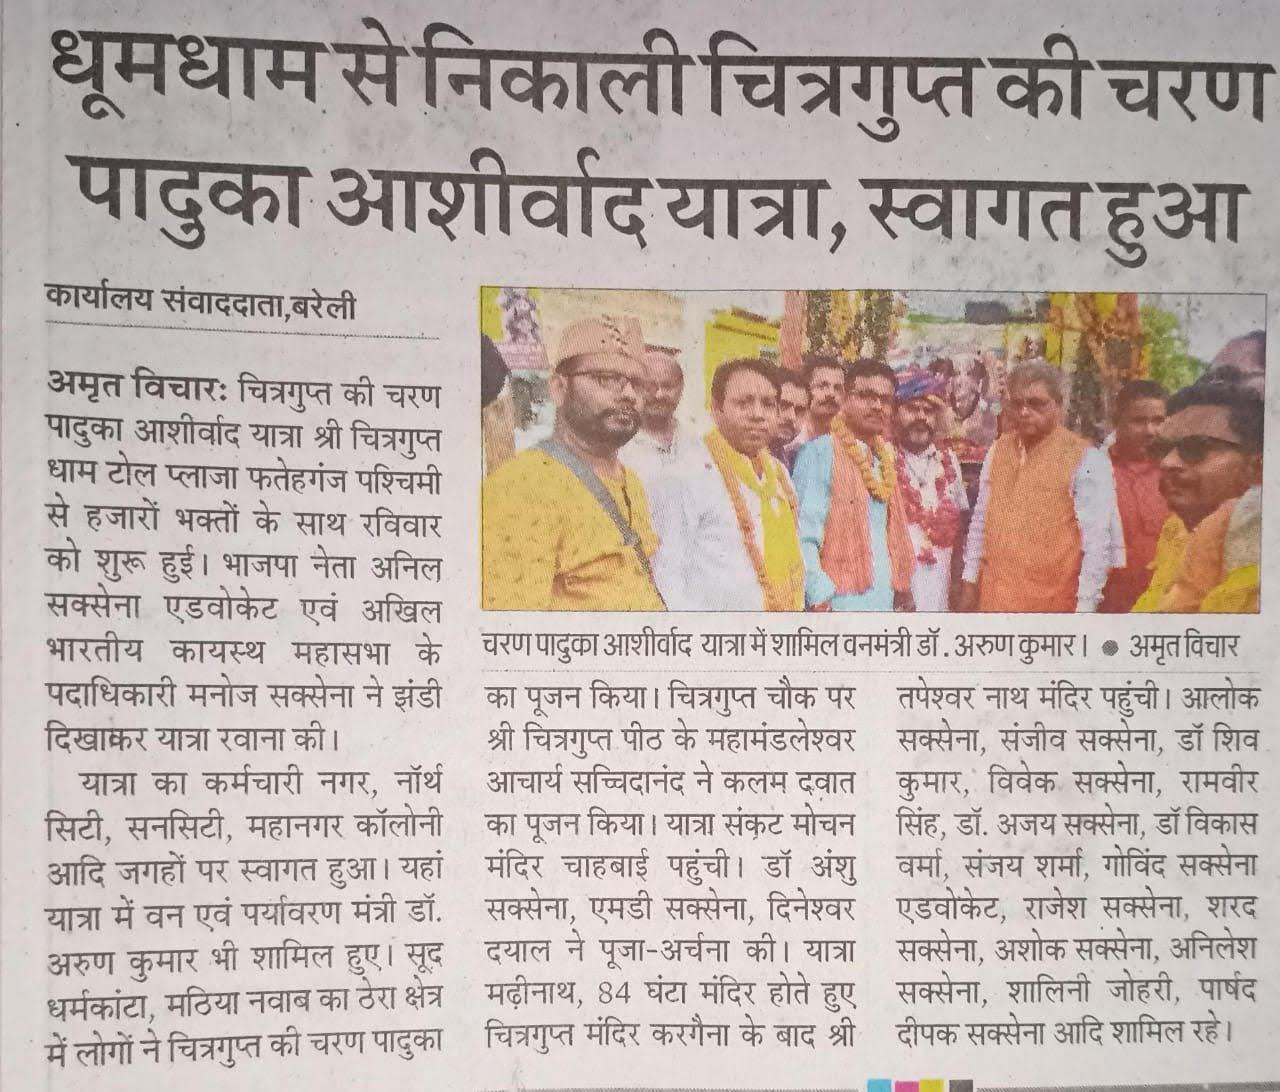 धूमधाम से निकाली चित्रगुप्त की चरण
पादुका आशीर्वाद यात्रा, स्वागत हुआ
कार्यालय संवाददाता,बरेली
अमृत विचारः चित्रगुप्त की चरण
पादुका आशीर्वाद यात्रा श्री चित्रगुप्त
धाम टोल प्लाजा फतेहगंज पश्चिमी
से हजारों भक्तों के साथ रविवार
को शुरू हुई। भाजपा नेता अनिल
सक्सेना एडवोकेट एवं अखिल
भारतीय कायस्थ महासभा के
पदाधिकारी मनोज सक्सेना ने झंडी
दिखाकर यात्रा रवाना की।
यात्रा का कर्मचारी नगर, नॉर्थ
सिटी, सनसिटी, महानगर कॉलोनी
आदि जगहों पर स्वागत हुआ। यहां
यात्रा में वन एवं पर्यावरण मंत्री डॉ.
अरुण कुमार भी शामिल हुए। सूद
धर्मकांटा, मठिया नवाब का ठेरा क्षेत्र
में लोगों ने चित्रगुप्त की चरण पादुका
चरण पादुका आशीर्वाद यात्रा में शामिल वनमंत्री डॉ. अरुण कुमार। ● अमृत विचार
का पूजन किया। चित्रगुप्त चौक पर
श्री चित्रगुप्त पीठ के महामंडलेश्वर
आचार्य सच्चिदानंद ने कलम दवात
का पूजन किया। यात्रा संकट मोचन
मंदिर चाहबाई पहुंची। डॉ अंशु
सक्सेना, एमडी सक्सेना, दिनेश्वर
दयाल ने पूजा-अर्चना की। यात्रा
मढ़ीनाथ, 84 घंटा मंदिर होते हुए
चित्रगुप्त मंदिर करगैना के बाद श्री
तपेश्वर नाथ मंदिर पहुंची। आलोक
सक्सेना, संजीव सक्सेना, डॉ शिव
कुमार, विवेक सक्सेना, रामवीर
सिंह, डॉ. अजय सक्सेना, डॉ विकास
वर्मा, संजय शर्मा, गोविंद सक्सेना
एडवोकेट, राजेश सक्सेना, शरद
सक्सेना, अशोक सक्सेना, अनिलेश
सक्सेना, शालिनी जोहरी, पार्षद
दीपक सक्सेना आदि शामिल रहे।